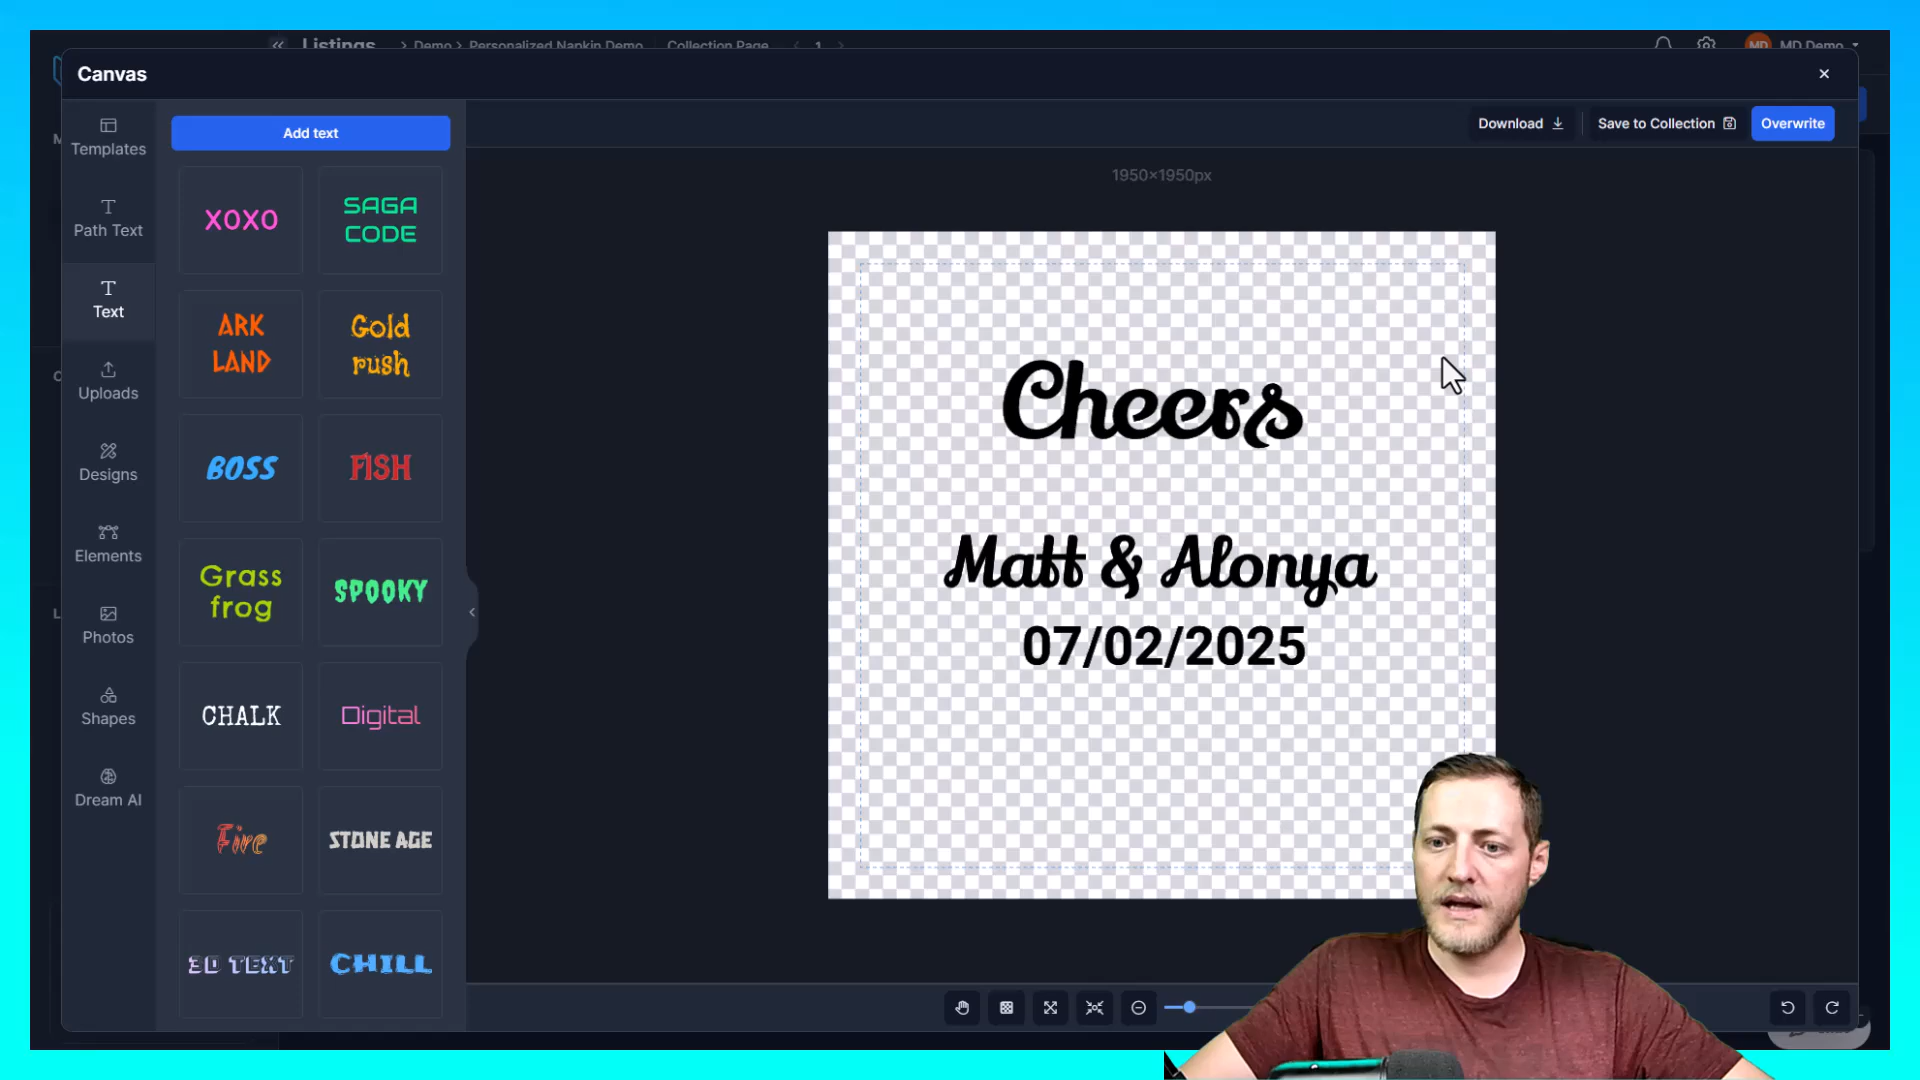 Listings > Demo > Personalized Napkin Demo Collection Page 1
MD MD Demo
Canvas
Templates
Path Text
Text
Uploads
Designs
Elements
Photos
Shapes
Dream AI
Add text
XOXO
SAGA
CODE
ARK
LAND
Gold
rush
BOSS
FISH
Grass
frog
SPOOKY
CHALK
Digital
Fire
STONE AGE
3D TEXT
CHILL
Download
Save to Collection
Overwrite
1950×1950px
Cheers
Matt & Alonya
07/02/2025